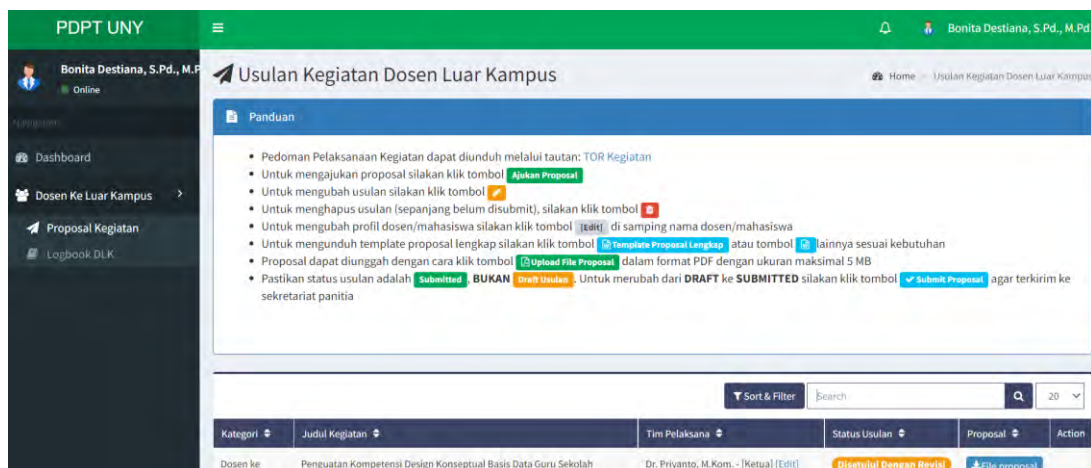 PDPT UNY
Bonita Destiana, S.Pd., M.Pd
Bonita Destiana, S.Pd., M.P
Online
Navigation
Dashboard
Dosen Ke Luar Kampus
Proposal Kegiatan
Logbook DLK
Usulan Kegiatan Dosen Luar Kampus
Home
Usulan Kegiatan Dosen Luar Kampus
Panduan
Pedoman Pelaksanaan Kegiatan dapat diunduh melalui tautan: TOR Kegiatan
Untuk mengajukan proposal silakan klik tombol Ajukan Proposal
Untuk mengubah usulan silakan klik tombol
Untuk menghapus usulan (sepanjang belum disubmit), silakan klik tombol
Untuk mengubah profil dosen/mahasiswa silakan klik tombol [Edit] di samping nama dosen/mahasiswa
Untuk mengunduh template proposal lengkap silakan klik tombol Template Proposal Lengkap atau tombol lainnya sesuai kebutuhan
Proposal dapat diunggah dengan cara klik tombol Upload File Proposal dalam format PDF dengan ukuran maksimal 5 MB
Pastikan status usulan adalah Submitted, BUKAN Draft Usulan. Untuk merubah dari DRAFT ke SUBMITTED silakan klik tombol Submit Proposal agar terkirim ke
sekretariat panitia
Sort & Filter
Search
20
Kategori Judul Kegiatan Tim Pelaksana Status Usulan Proposal Action
Dosen ke Penguatan Kompetensi Design Konseptual Basis Data Guru Sekolah Dr. Priyanto, M.Kom. - [Ketua] [Edit] Disetujui Dengan Revisi File proposal